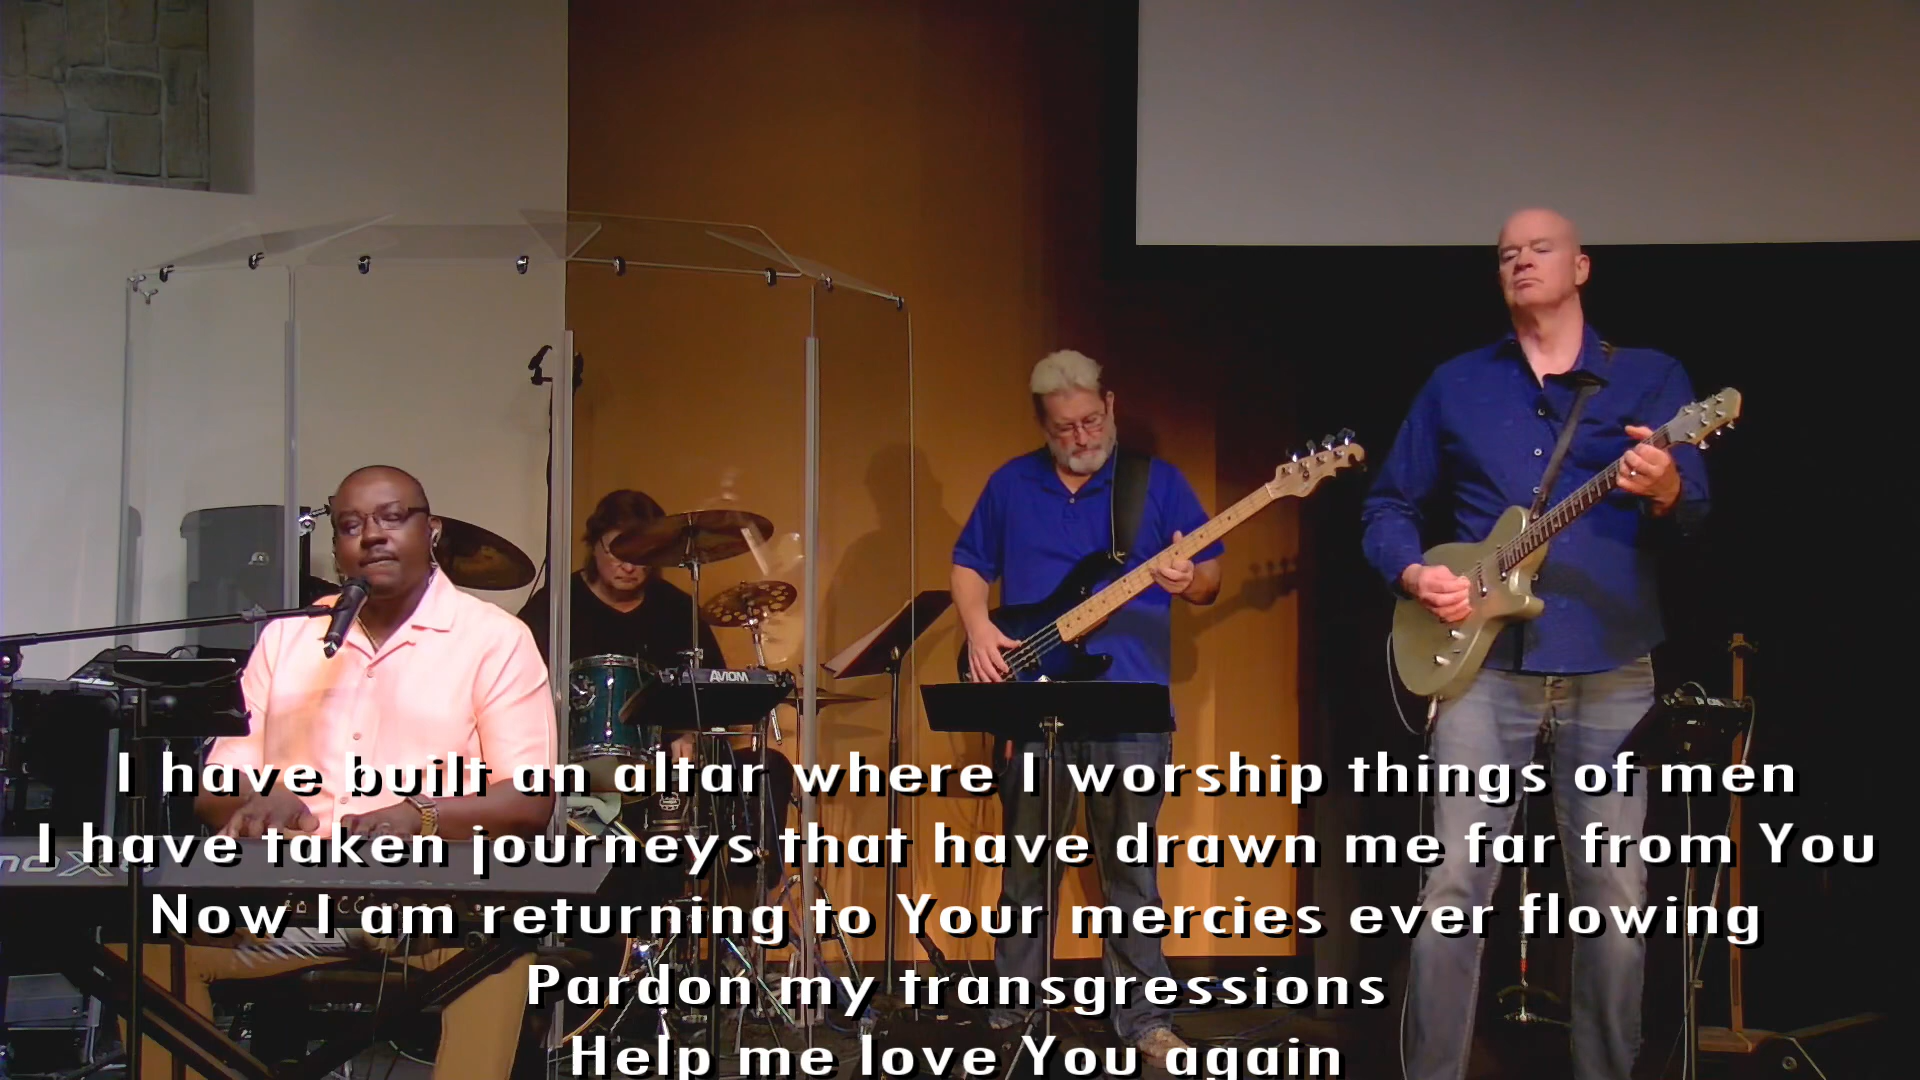 AVIOM
I have built an altar where I worship things of men
I have taken journeys that have drawn me far from You
Now I am returning to Your mercies ever flowing
Pardon my transgressions
Help me love You again